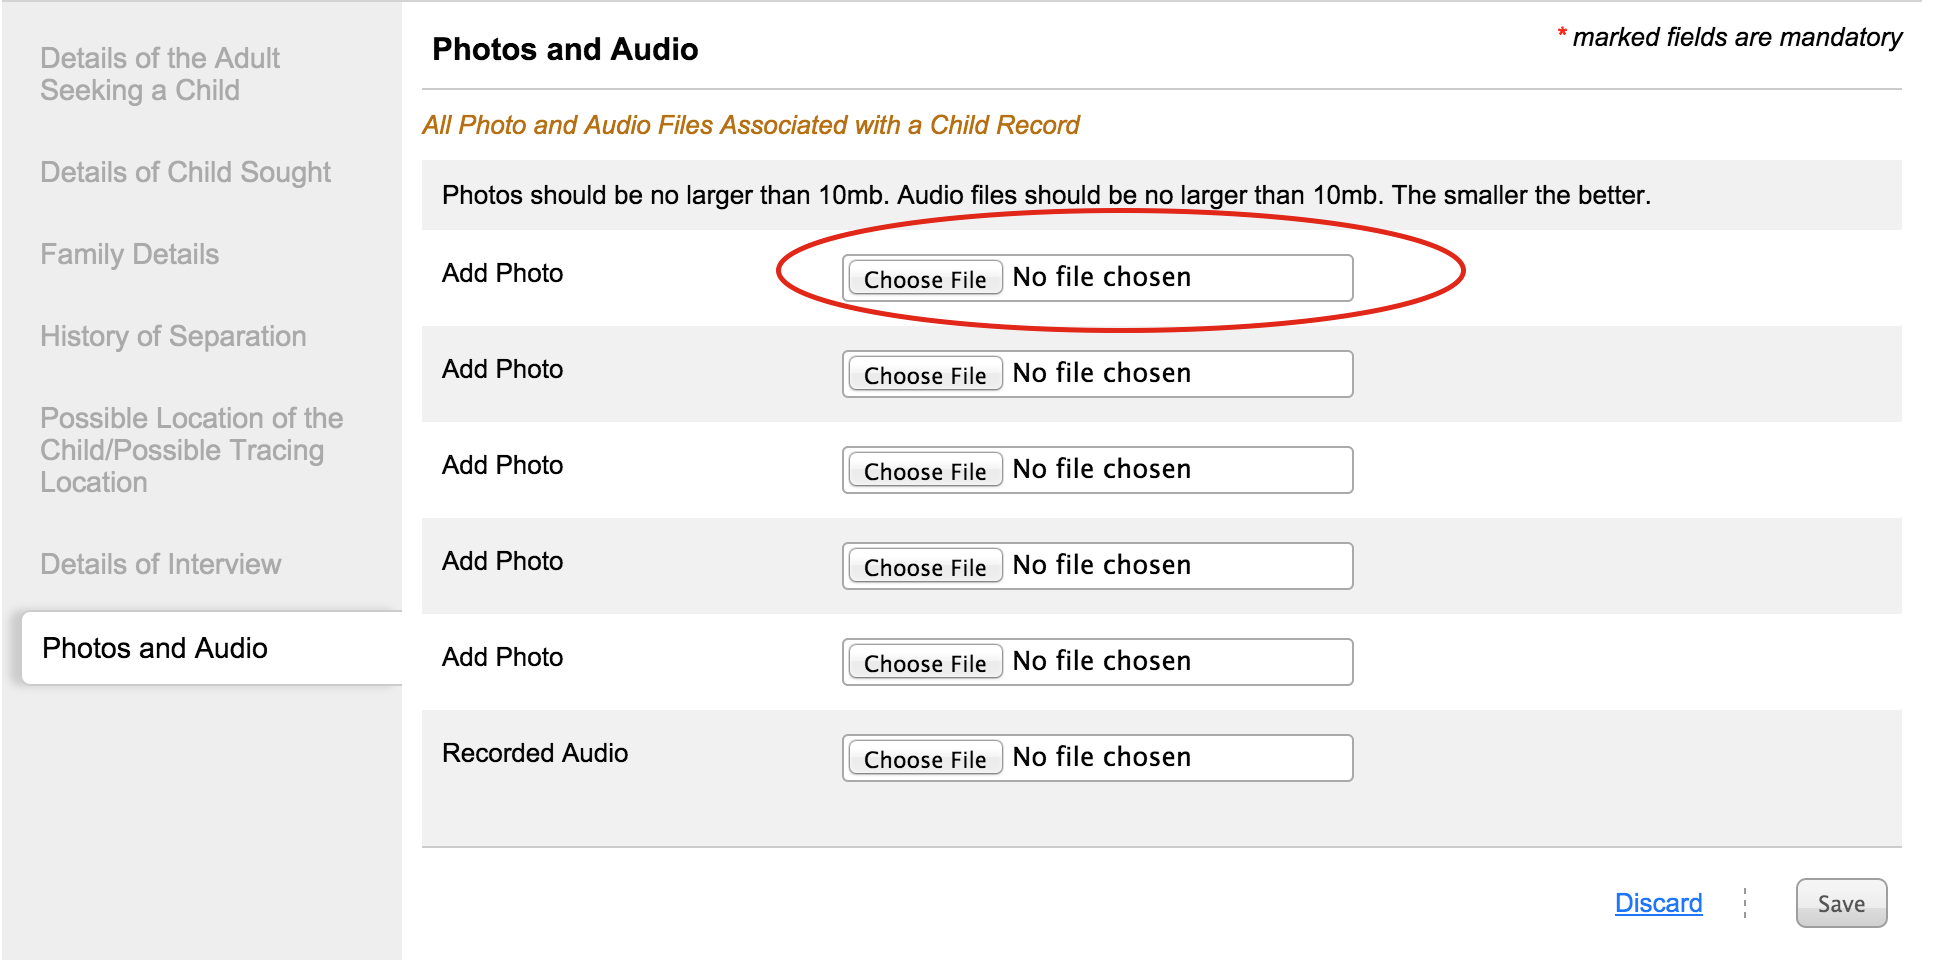 Details of the Adult
Seeking a Child
Details of Child Sought
Family Details
History of Separation
Possible Location of the
Child/Possible Tracing
Location
Details of Interview
Photos and Audio
Photos and Audio
* marked fields are mandatory
All Photo and Audio Files Associated with a Child Record
Photos should be no larger than 10mb. Audio files should be no larger than 10mb. The smaller the better.
Add Photo Choose File No file chosen
Add Photo Choose File No file chosen
Add Photo Choose File No file chosen
Add Photo Choose File No file chosen
Add Photo Choose File No file chosen
Recorded Audio Choose File No file chosen
Discard Save